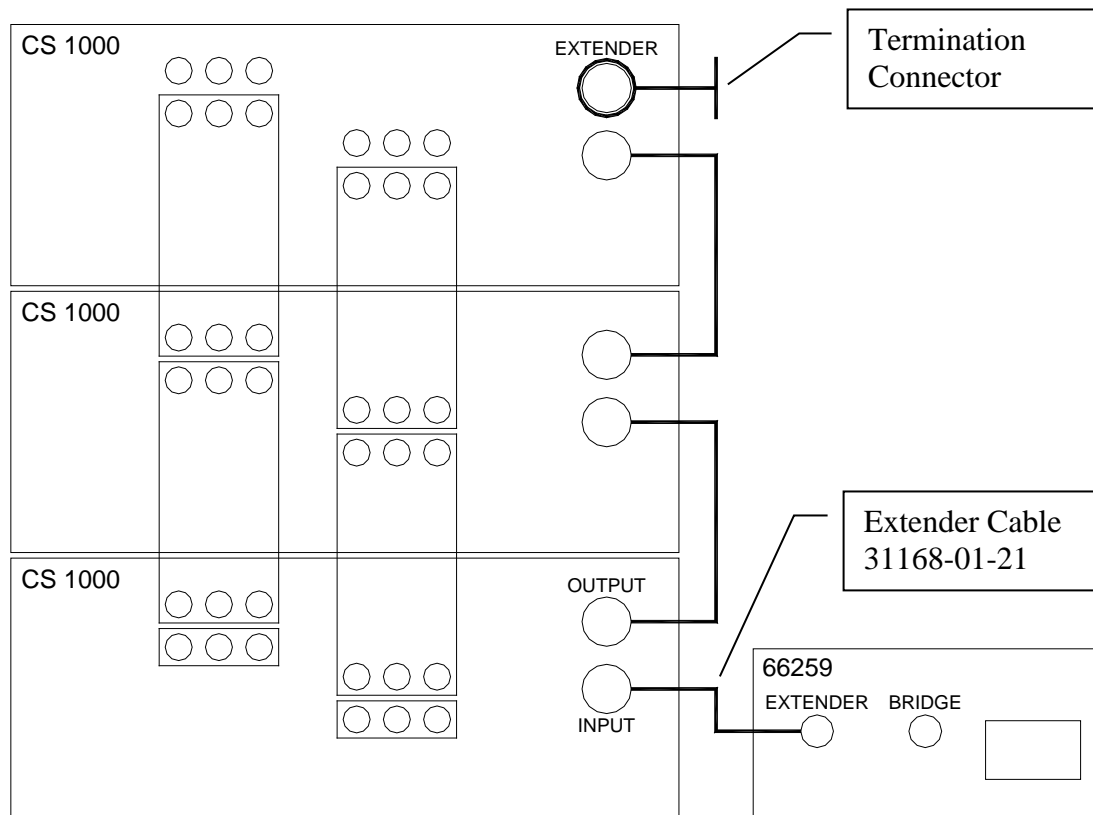 CS 1000
EXTENDER
Termination
Connector
CS 1000
CS 1000
OUTPUT
INPUT
Extender Cable
31168-01-21
66259
EXTENDER BRIDGE